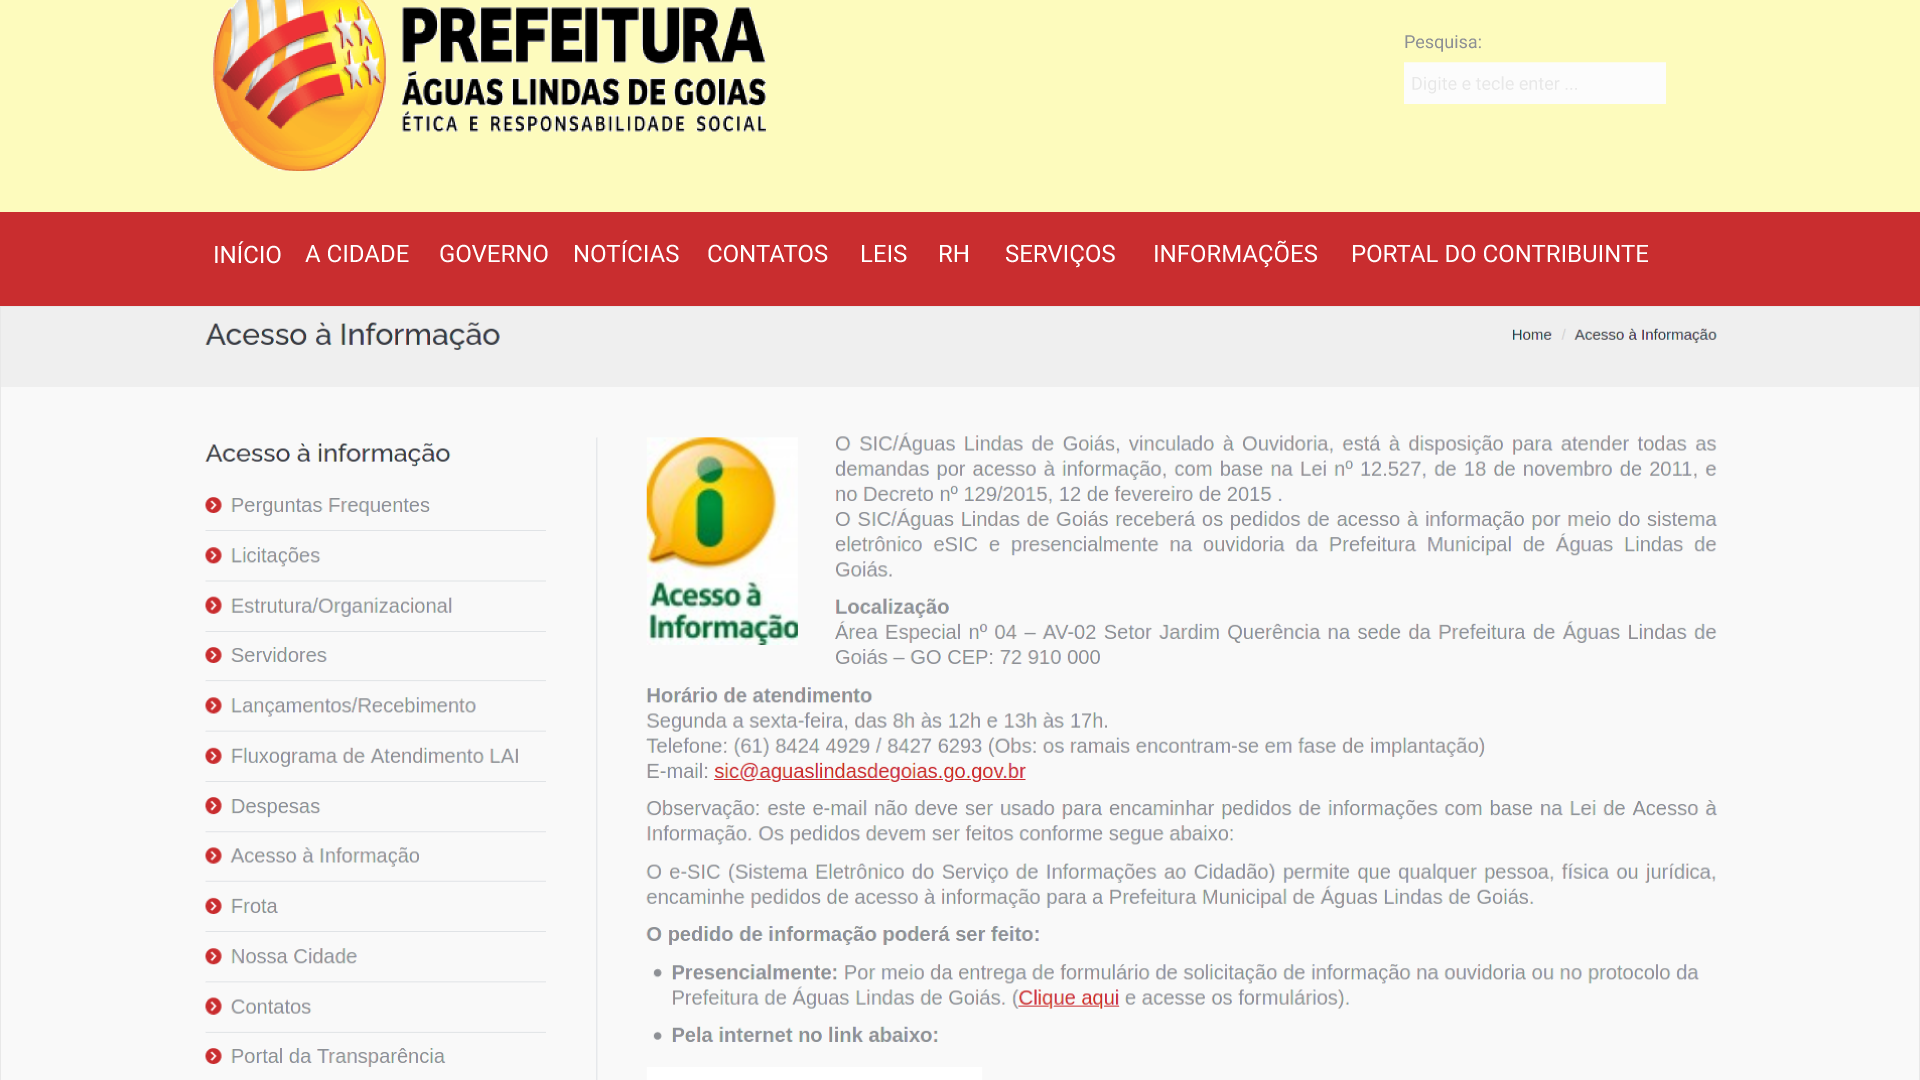 PREFEITURA
ÁGUAS LINDAS DE GOIAS
ÉTICA E RESPONSABILIDADE SOCIAL
Pesquisa:
Digite e tecle enter ...
INÍCIO A CIDADE GOVERNO NOTÍCIAS CONTATOS LEIS RH SERVIÇOS INFORMAÇÕES PORTAL DO CONTRIBUINTE
Acesso à Informação
Home / Acesso à Informação
Acesso à informação
Perguntas Frequentes
Licitações
Estrutura/Organizacional
Servidores
Lançamentos/Recebimento
Fluxograma de Atendimento LAI
Despesas
Acesso à Informação
Frota
Nossa Cidade
Contatos
Portal da Transparência
Acesso à
Informação
O SIC/Águas Lindas de Goiás, vinculado à Ouvidoria, está à disposição para atender todas as
demandas por acesso à informação, com base na Lei nº 12.527, de 18 de novembro de 2011, e
no Decreto nº 129/2015, 12 de fevereiro de 2015 .
O SIC/Águas Lindas de Goiás receberá os pedidos de acesso à informação por meio do sistema
eletrônico eSIC e presencialmente na ouvidoria da Prefeitura Municipal de Águas Lindas de
Goiás.
Localização
Área Especial nº 04 – AV-02 Setor Jardim Querência na sede da Prefeitura de Águas Lindas de
Goiás – GO CEP: 72 910 000
Horário de atendimento
Segunda a sexta-feira, das 8h às 12h e 13h às 17h.
Telefone: (61) 8424 4929 / 8427 6293 (Obs: os ramais encontram-se em fase de implantação)
E-mail: sic@aguaslindasdegoias.go.gov.br
Observação: este e-mail não deve ser usado para encaminhar pedidos de informações com base na Lei de Acesso à
Informação. Os pedidos devem ser feitos conforme segue abaixo:
O e-SIC (Sistema Eletrônico do Serviço de Informações ao Cidadão) permite que qualquer pessoa, física ou jurídica,
encaminhe pedidos de acesso à informação para a Prefeitura Municipal de Águas Lindas de Goiás.
O pedido de informação poderá ser feito:
• Presencialmente: Por meio da entrega de formulário de solicitação de informação na ouvidoria ou no protocolo da
Prefeitura de Águas Lindas de Goiás. (Clique aqui e acesse os formulários).
• Pela internet no link abaixo: